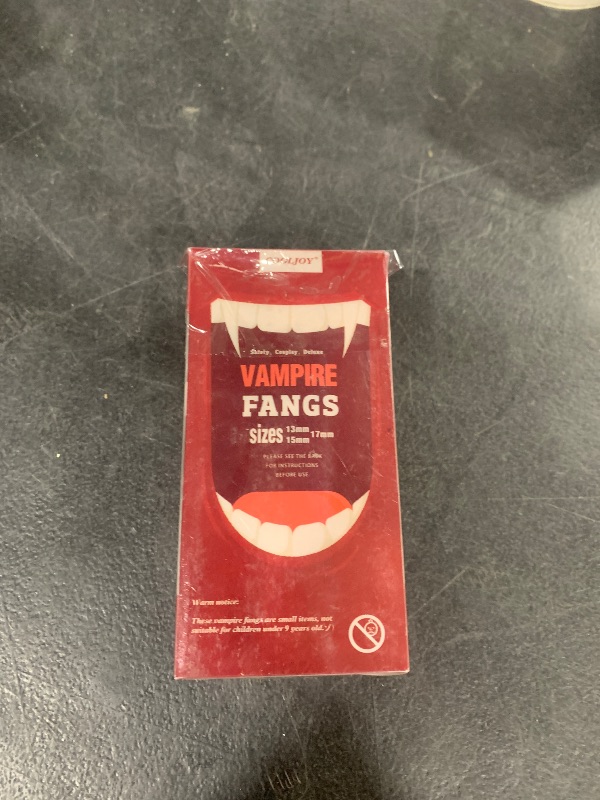 JOY
Cosplay, Deluxe
VAMPIRE
FANGS
sizes 13mm
15mm 17mm
PLEASE SEE THE BACK
FOR INSTRUCTIONS
BEFORE USE
Warm notice:
These vampire fangs are small items, not
suitable for children under 9 years old.:/)